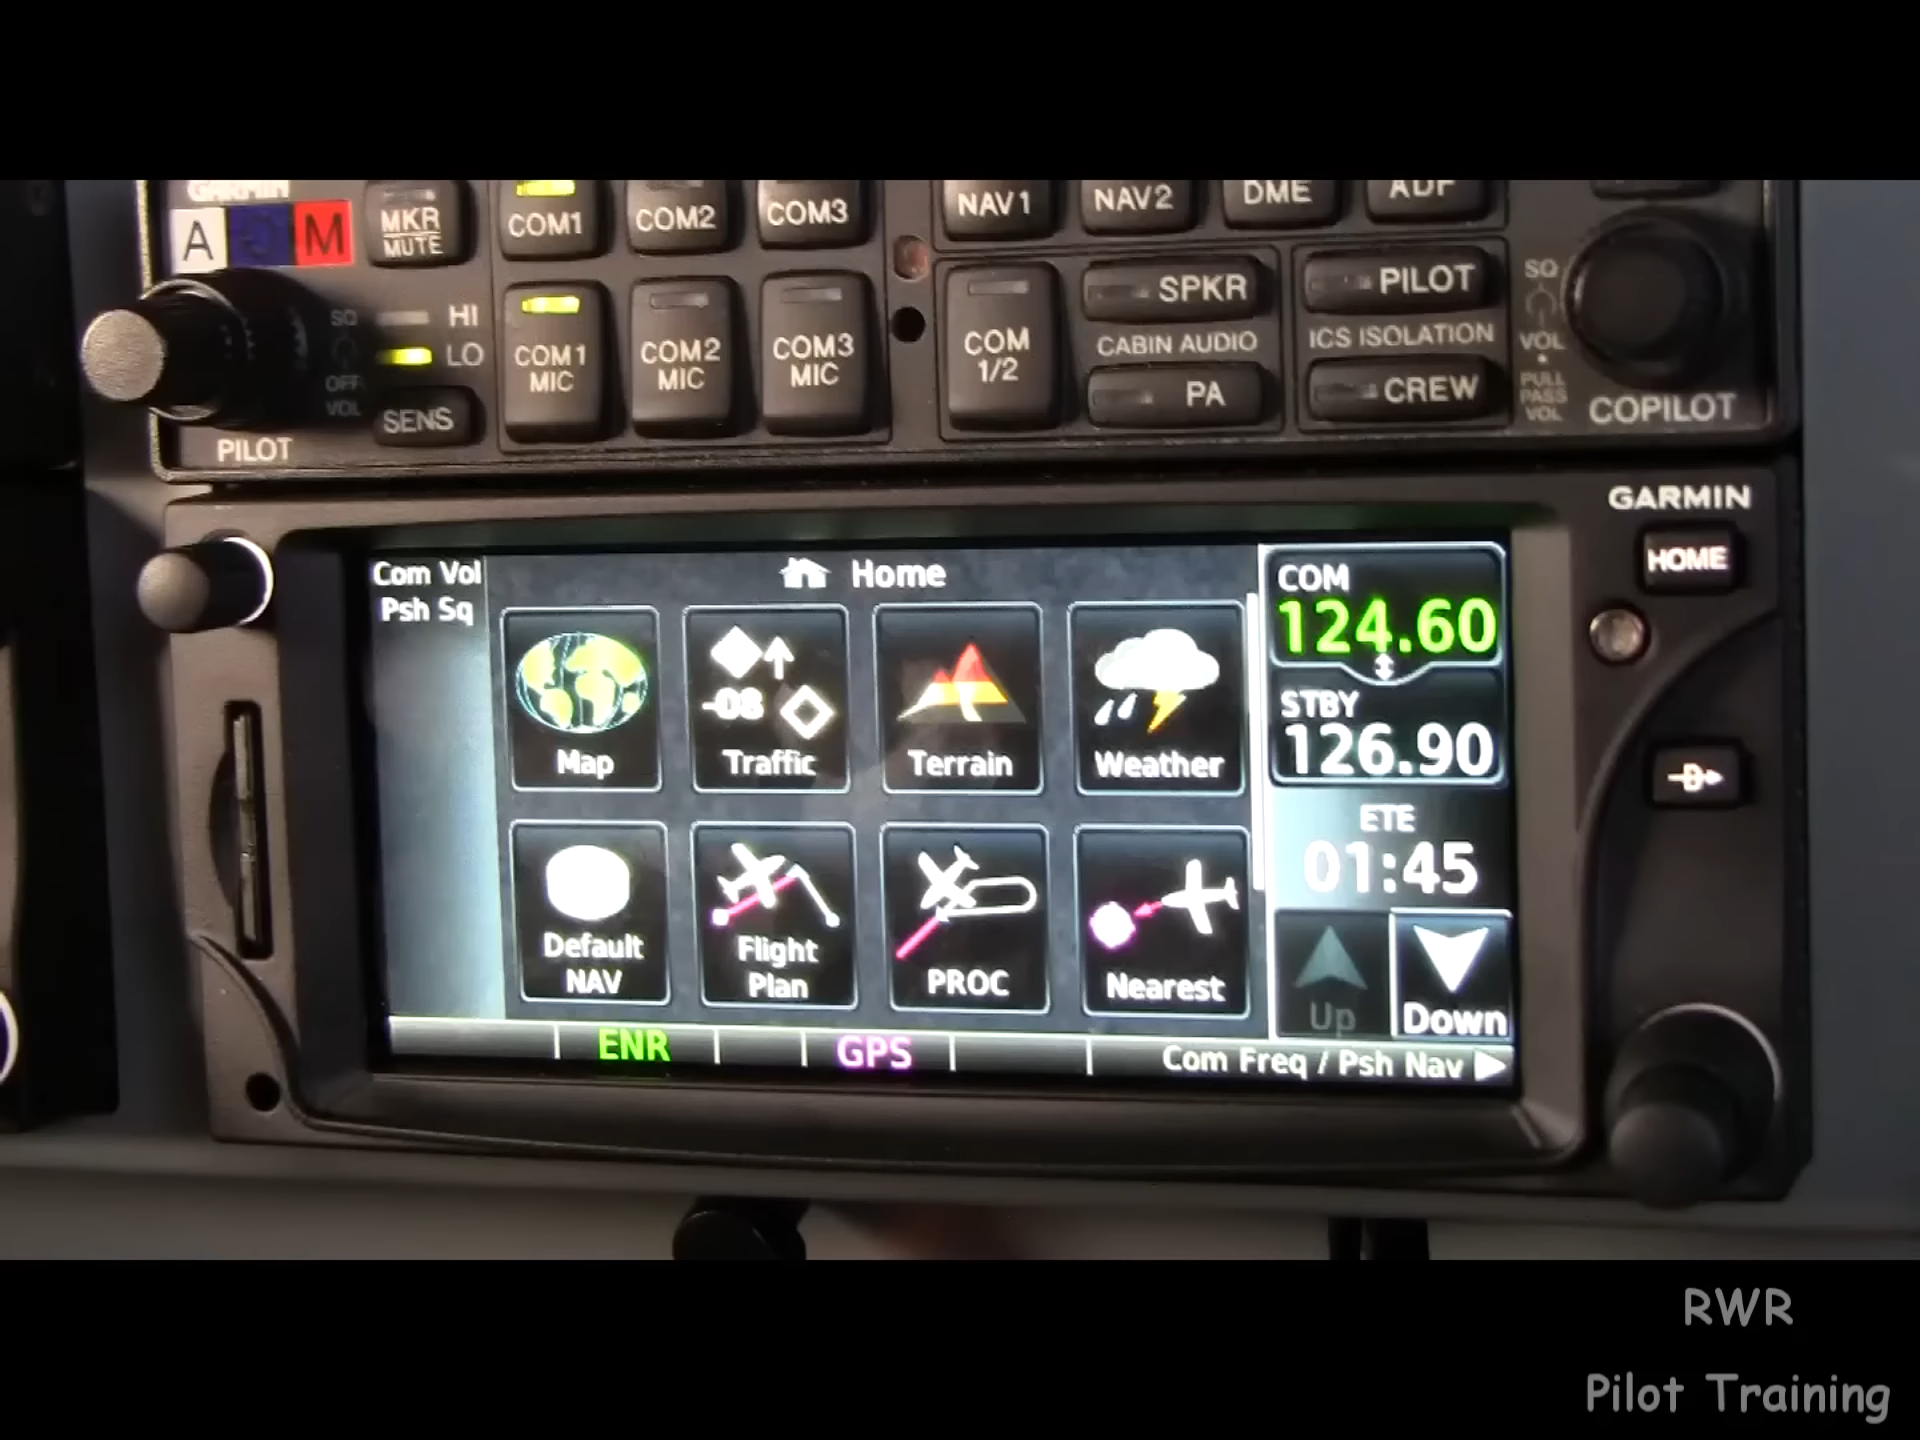 GARMIN
A O M
MKR
MUTE
COM1
COM2
COM3
NAV1
NAV2
DME
ADF
SQ
OFF
VOL
HI
LO
SENS
PILOT
COM1
MIC
COM2
MIC
COM3
MIC
COM
1/2
SPKR
CABIN AUDIO
PA
PILOT
ICS ISOLATION
CREW
SQ
VOL
PULL
PASS
VOL
COPILOT
GARMIN
HOME
Com Vol
Psh Sq
Home
Map
-08
Traffic
Terrain
Weather
Default
NAV
Flight
Plan
PROC
Nearest
COM
124.60
STBY
126.90
ETE
01:45
Up
Down
D
ENR
GPS
Com Freq / Psh Nav
RWR
Pilot Training